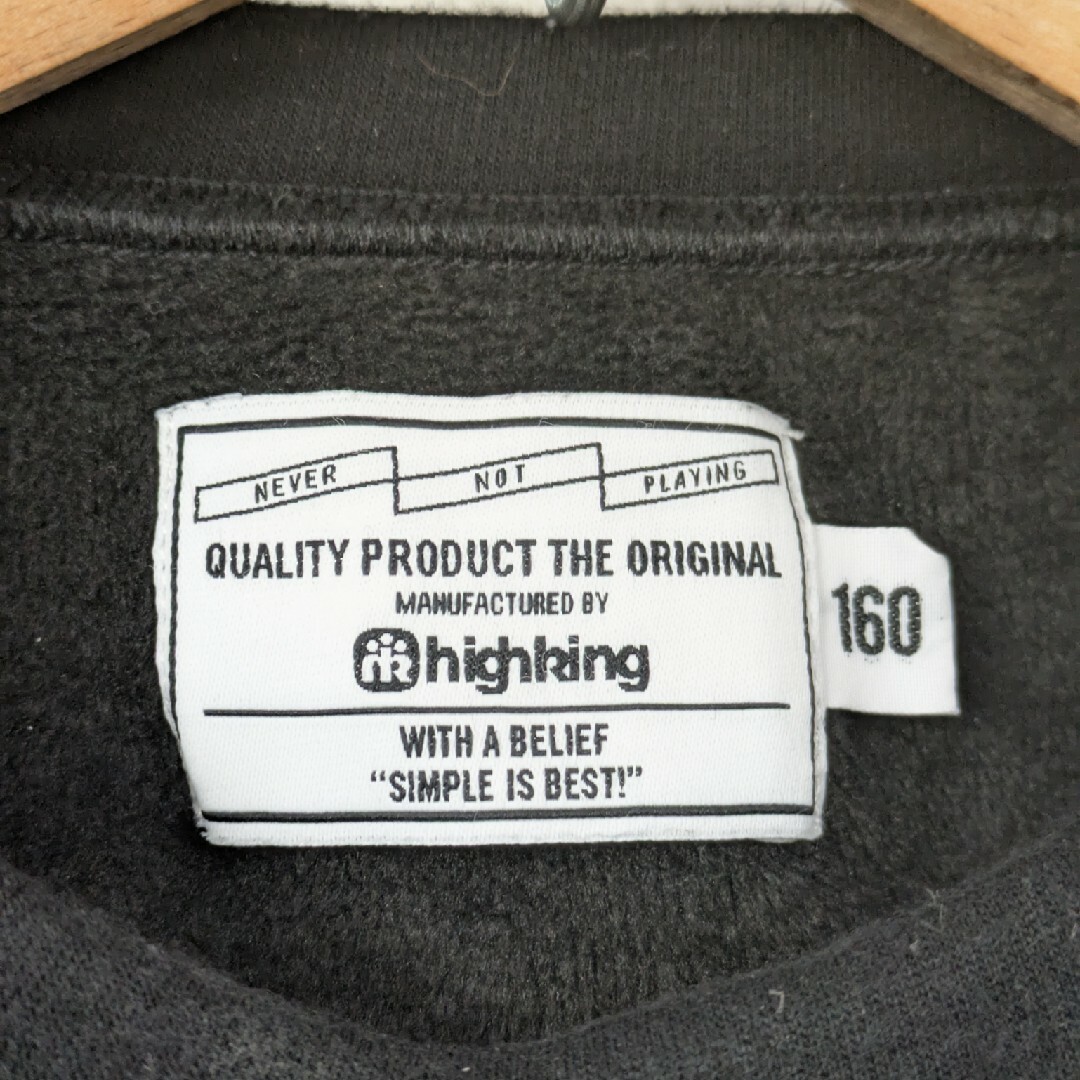 NEVER NOT PLAYING
QUALITY PRODUCT THE ORIGINAL
MANUFACTURED BY
highking
WITH A BELIEF
“SIMPLE IS BEST!”
160